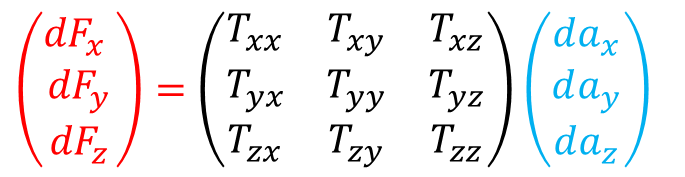 (dF_x) = (T_xx T_xy T_xz)(da_x)
(dF_y) = (T_yx T_yy T_yz)(da_y)
(dF_z) = (T_zx T_zy T_zz)(da_z)